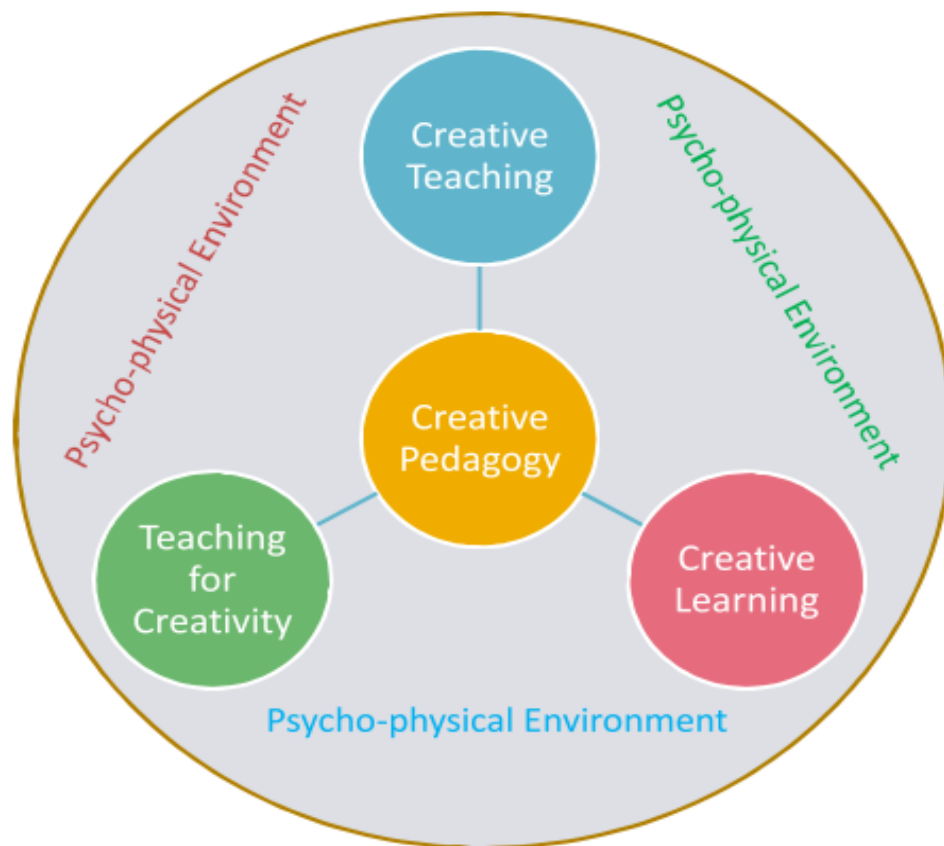 Creative
Teaching
Psycho-physical Environment
Psycho-physical Environment
Creative
Pedagogy
Teaching
for
Creativity
Creative
Learning
Psycho-physical Environment